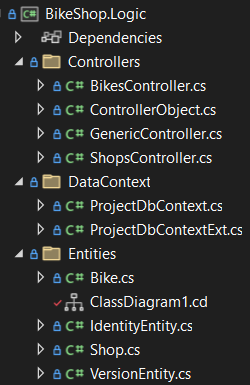 BikeShop.Logic
Dependencies
Controllers
BikesController.cs
ControllerObject.cs
GenericController.cs
ShopsController.cs
DataContext
ProjectDbContext.cs
ProjectDbContextExt.cs
Entities
Bike.cs
ClassDiagram1.cd
IdentityEntity.cs
Shop.cs
VersionEntity.cs